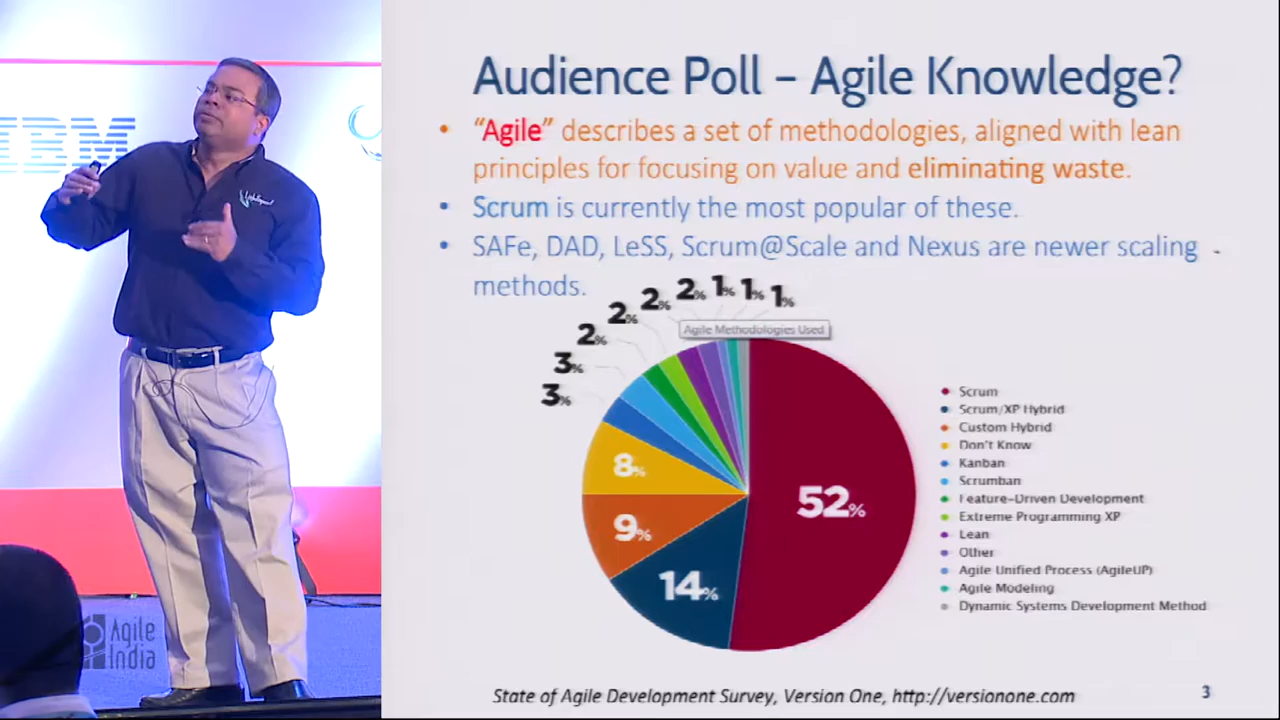 IBM
Agile
India
Audience Poll – Agile Knowledge?
• "Agile" describes a set of methodologies, aligned with lean
principles for focusing on value and eliminating waste.
• Scrum is currently the most popular of these.
• SAFe, DAD, LeSS, Scrum@Scale and Nexus are newer scaling -
methods.
3% 3% 2% 2% 2% 2% 1% 1% 1%
Agile Methodologies Used
8%
9%
14%
52%
Scrum
Scrum/XP Hybrid
Custom Hybrid
Don't Know
Kanban
Scrumban
Feature-Driven Development
Extreme Programming XP
Lean
Other
Agile Unified Process (AgileUP)
Agile Modeling
Dynamic Systems Development Method
State of Agile Development Survey, Version One, http://versionone.com
3